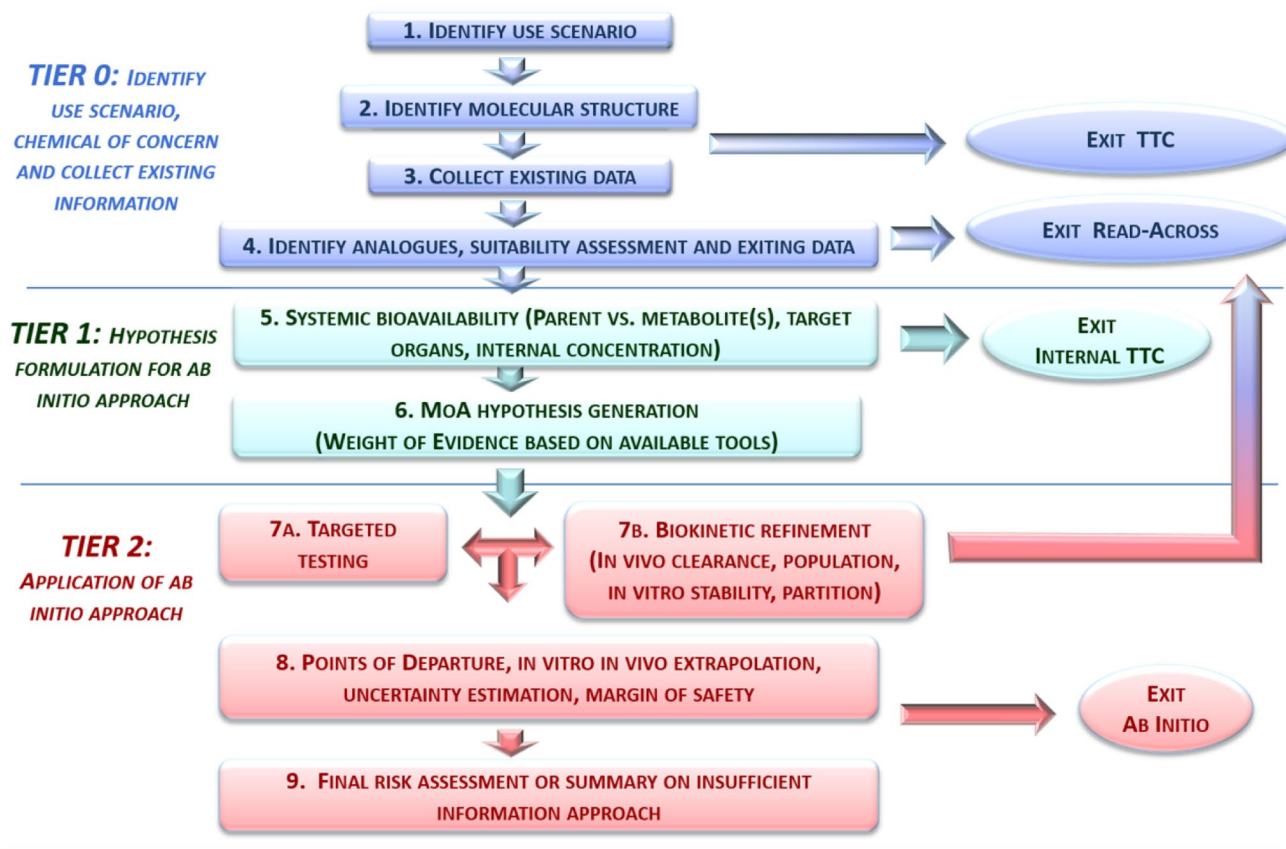 1. Identify use scenario
TIER 0: Identify
use scenario,
chemical of concern
and collect existing
information
2. Identify molecular structure
Exit TTC
3. Collect existing data
4. Identify analogues, suitability assessment and exiting data
Exit Read-Across
TIER 1: Hypothesis
formulation for ab
initio approach
5. Systemic bioavailability (Parent vs. metabolite(s), target
organs, internal concentration)
Exit
Internal TTC
6. MoA hypothesis generation
(Weight of Evidence based on available tools)
TIER 2:
Application of ab
initio approach
7a. Targeted
testing
7b. Biokinetic refinement
(In vivo clearance, population,
in vitro stability, partition)
8. Points of Departure, in vitro in vivo extrapolation,
uncertainty estimation, margin of safety
Exit
Ab Initio
9. Final risk assessment or summary on insufficient
information approach